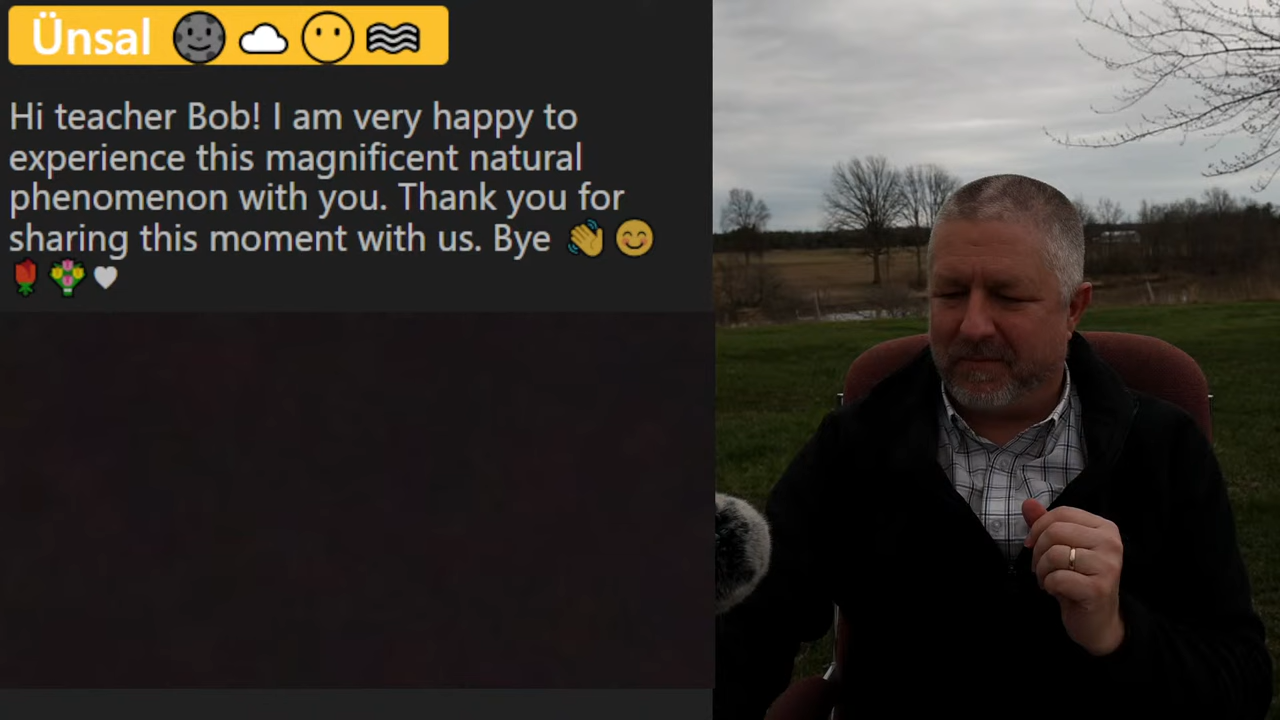 Ünsal 🌚☁️😶🌫
Hi teacher Bob! I am very happy to
experience this magnificent natural
phenomenon with you. Thank you for
sharing this moment with us. Bye 👋😊
🌹💐🤍